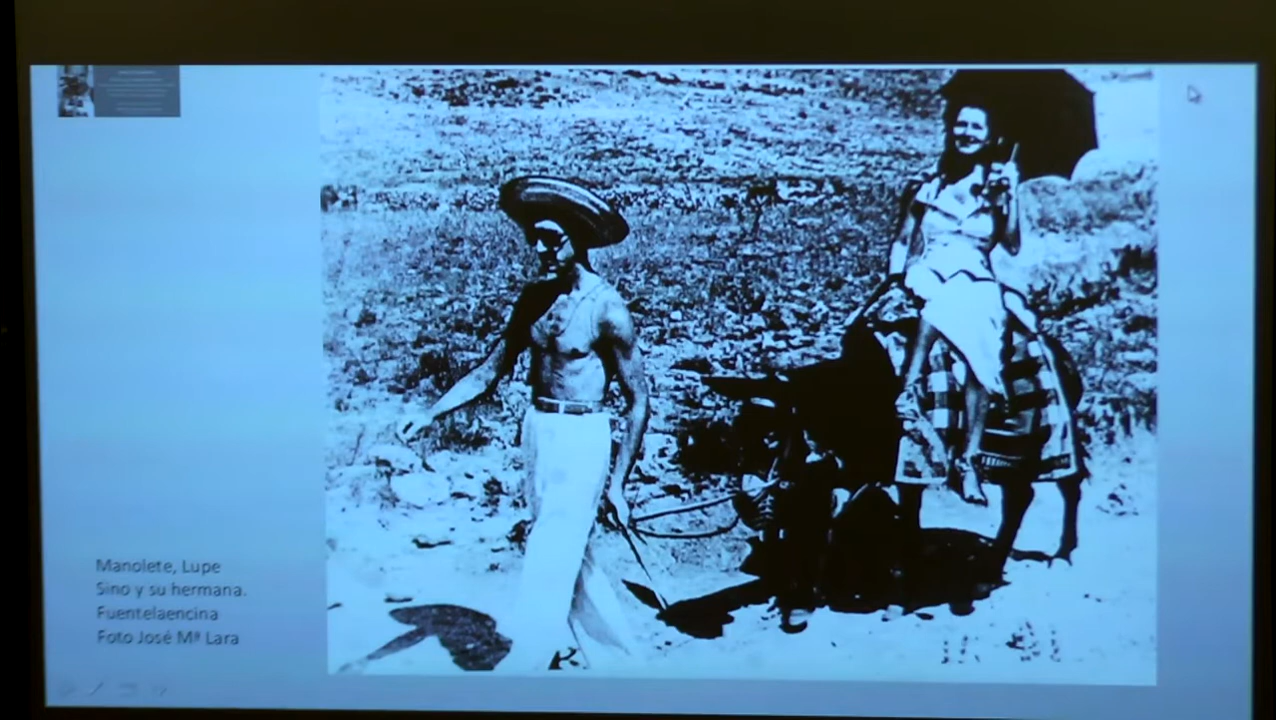 Manolete, Lupe
Sino y su hermana.
Fuentelaencina
Foto José Mª Lara